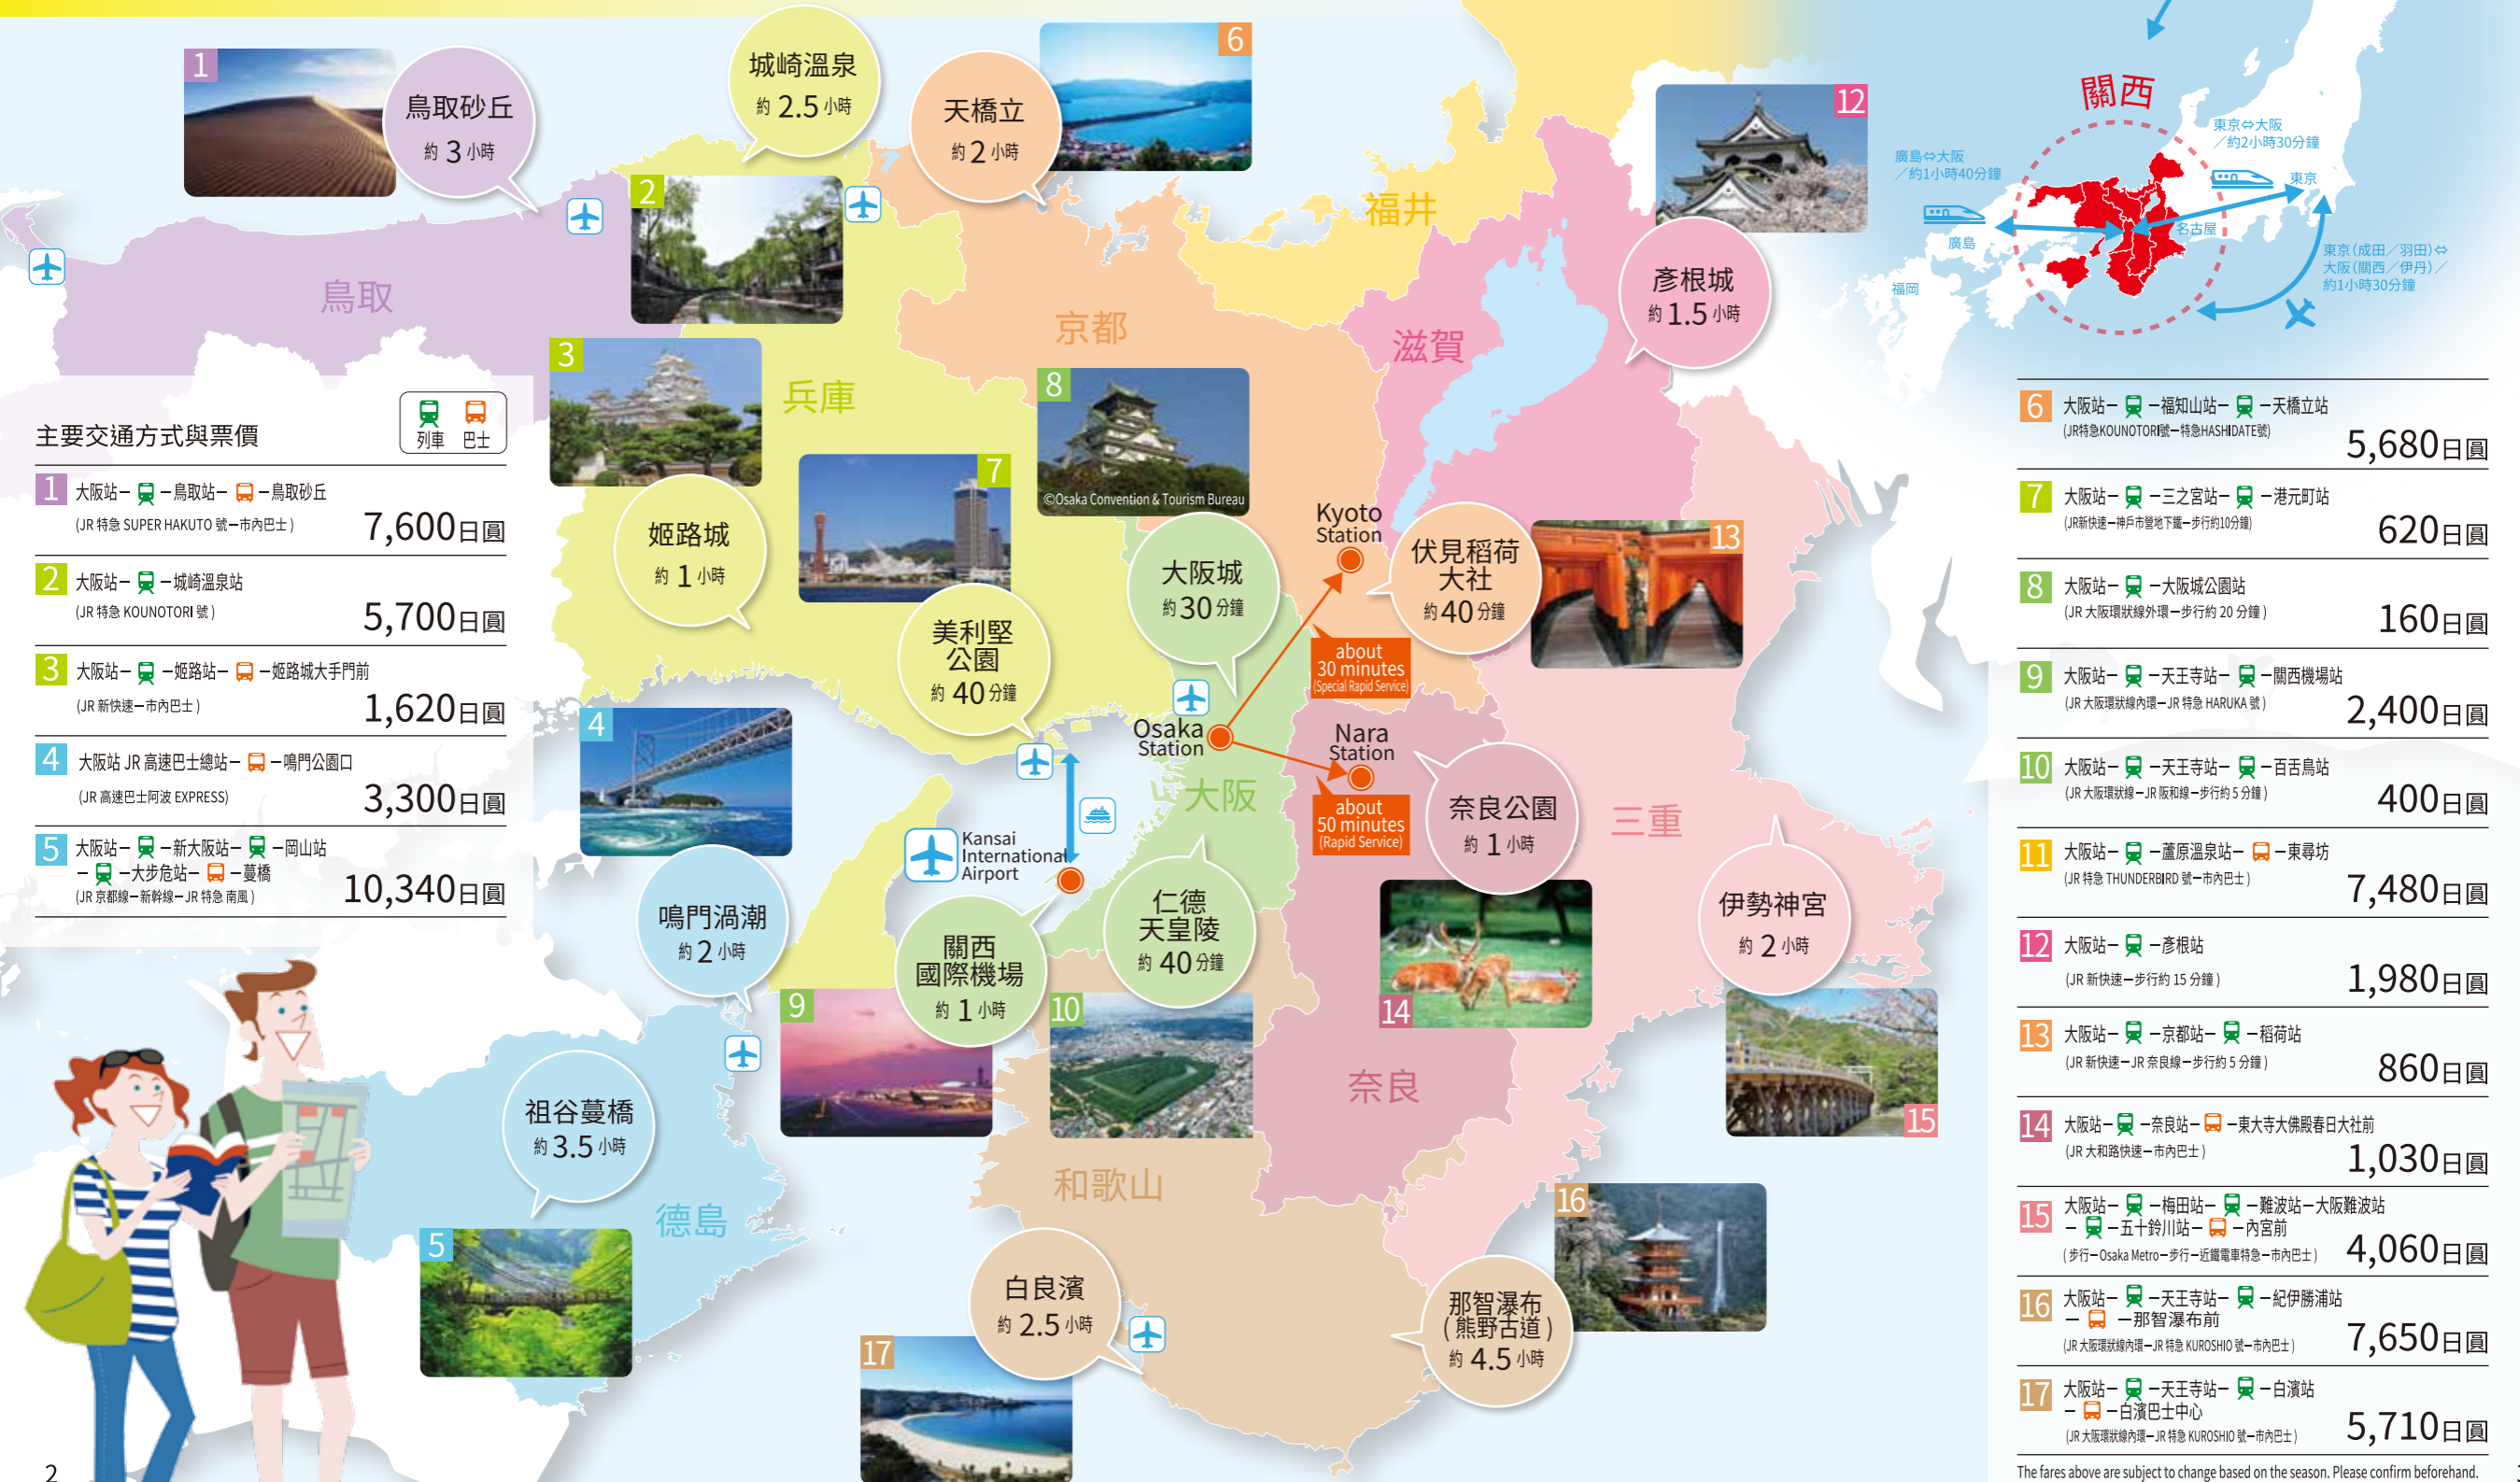 1
鳥取砂丘
約 3 小時
城崎溫泉
約 2.5 小時
2
天橋立
約 2 小時
6
12
彥根城
約 1.5 小時
關西
東京⇔大阪
／約2小時30分鐘
廣島⇔大阪
／約1小時40分鐘
東京
名古屋
廣島
福岡
東京(成田／羽田)⇔
大阪(關西／伊丹)／
約1小時30分鐘
鳥取
兵庫
京都
福井
滋賀
3
姬路城
約 1 小時
7
美利堅
公園
約 40 分鐘
8
©Osaka Convention & Tourism Bureau
大阪城
約 30 分鐘
Kyoto
Station
伏見稻荷
大社
約 40 分鐘
13
about
30 minutes
(Special Rapid Service)
Osaka
Station
Nara
Station
about
50 minutes
(Rapid Service)
大阪
奈良公園
約 1 小時
14
三重
伊勢神宮
約 2 小時
15
4
鳴門渦潮
約 2 小時
Kansai
International
Airport
關西
國際機場
約 1 小時
9
仁德
天皇陵
約 40 分鐘
10
奈良
和歌山
德島
祖谷蔓橋
約 3.5 小時
5
白良濱
約 2.5 小時
17
那智瀑布
( 熊野古道 )
約 4.5 小時
16
主要交通方式與票價
列車 巴士
1 大阪站– –鳥取站– –鳥取砂丘
(JR 特急 SUPER HAKUTO 號–市內巴士 )
7,600日圓
2 大阪站– –城崎溫泉站
(JR 特急 KOUNOTORI 號 )
5,700日圓
3 大阪站– –姬路站– –姬路城大手門前
(JR 新快速–市內巴士 )
1,620日圓
4 大阪站 JR 高速巴士總站– –鳴門公園口
(JR 高速巴士阿波 EXPRESS)
3,300日圓
5 大阪站– –新大阪站– –岡山站
– –大步危站– –蔓橋
(JR 京都線–新幹線–JR 特急 南風 )
10,340日圓
6 大阪站– –福知山站– –天橋立站
(JR特急KOUNOTORI號–特急HASHIDATE號)
5,680日圓
7 大阪站– –三之宮站– –港元町站
(JR新快速–神戶市營地下鐵–步行約10分鐘)
620日圓
8 大阪站– –大阪城公園站
(JR 大阪環狀線外環–步行約 20 分鐘 )
160日圓
9 大阪站– –天王寺站– –關西機場站
(JR 大阪環狀線內環–JR 特急 HARUKA 號 )
2,400日圓
10 大阪站– –天王寺站– –百舌鳥站
(JR 大阪環狀線–JR 阪和線–步行約 5 分鐘 )
400日圓
11 大阪站– –蘆原溫泉站– –東尋坊
(JR 特急 THUNDERBIRD 號–市內巴士 )
7,480日圓
12 大阪站– –彥根站
(JR 新快速–步行約 15 分鐘 )
1,980日圓
13 大阪站– –京都站– –稻荷站
(JR 新快速–JR 奈良線–步行約 5 分鐘 )
860日圓
14 大阪站– –奈良站– –東大寺大佛殿春日大社前
(JR 大和路快速–市內巴士 )
1,030日圓
15 大阪站– –梅田站– –難波站–大阪難波站
– –五十鈴川站– –內宮前
( 步行–Osaka Metro–步行–近鐵電車特急–市內巴士 )
4,060日圓
16 大阪站– –天王寺站– –紀伊勝浦站
– –那智瀑布前
(JR 大阪環狀線內環–JR 特急 KUROSHIO 號–市內巴士 )
7,650日圓
17 大阪站– –天王寺站– –白濱站
– –白濱巴士中心
(JR 大阪環狀線內環–JR 特急 KUROSHIO 號–市內巴士 )
5,710日圓
The fares above are subject to change based on the season. Please confirm beforehand.
2